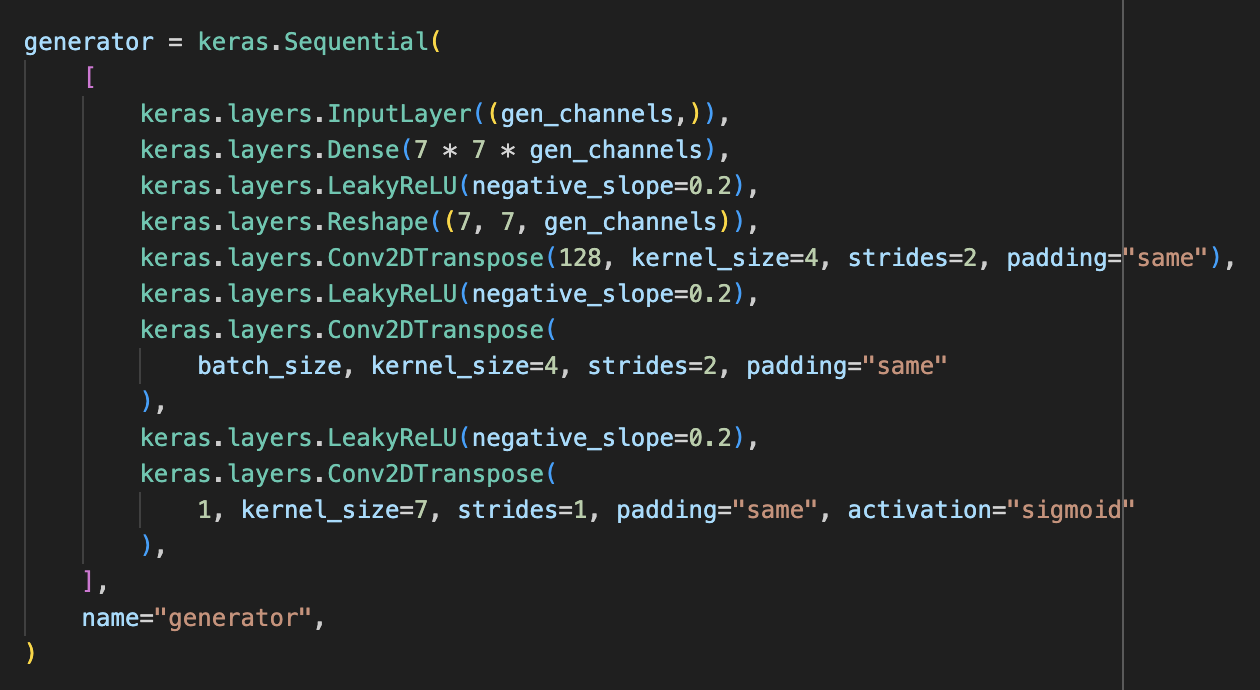 generator = keras.Sequential(
    [
        keras.layers.InputLayer((gen_channels,)),
        keras.layers.Dense(7 * 7 * gen_channels),
        keras.layers.LeakyReLU(negative_slope=0.2),
        keras.layers.Reshape((7, 7, gen_channels)),
        keras.layers.Conv2DTranspose(128, kernel_size=4, strides=2, padding="same"),
        keras.layers.LeakyReLU(negative_slope=0.2),
        keras.layers.Conv2DTranspose(
            batch_size, kernel_size=4, strides=2, padding="same"
        ),
        keras.layers.LeakyReLU(negative_slope=0.2),
        keras.layers.Conv2DTranspose(
            1, kernel_size=7, strides=1, padding="same", activation="sigmoid"
        ),
    ],
    name="generator",
)